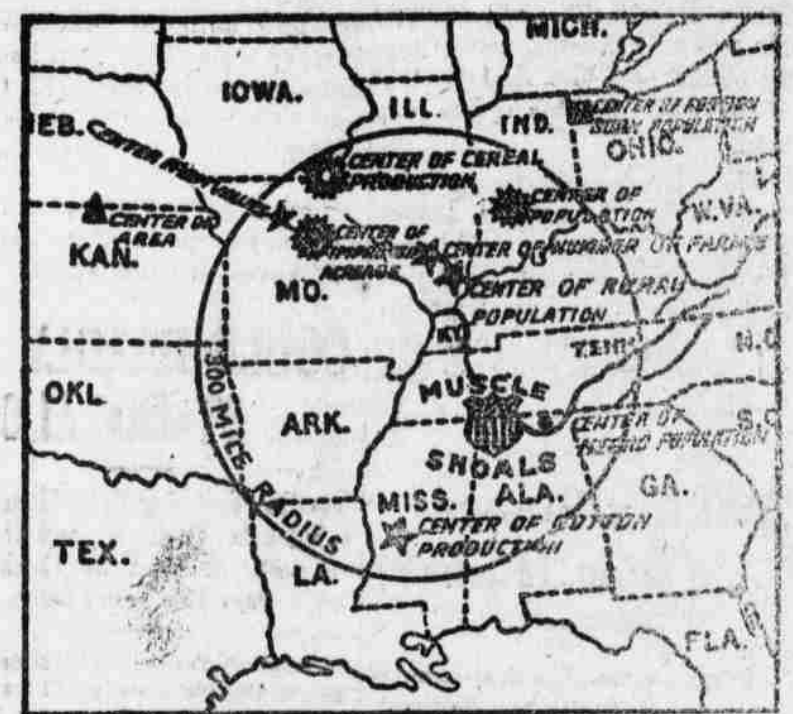 MICH.
IOWA.
ILL.
IND.
CENTER OF FOREIGN
BORN POPULATION
OHIO.
NEB.
CENTER
CENTER OF CEREAL
PRODUCTION
CENTER OF
POPULATION
W.VA.
CENTER OF
AREA
KAN.
CENTER OF
IMPROVED
ACREAGE
CENTER OF NUMBER OF FARMS
MO.
CENTER OF RURAL
POPULATION
KY.
TENN.
N.C
OKL.
300 MILE RADIUS
ARK.
MUSCLE
SHOALS
CENTER OF
NEGRO POPULATION
S.C
MISS.
ALA.
GA.
CENTER OF COTTON
PRODUCTION
TEX.
LA.
FLA.